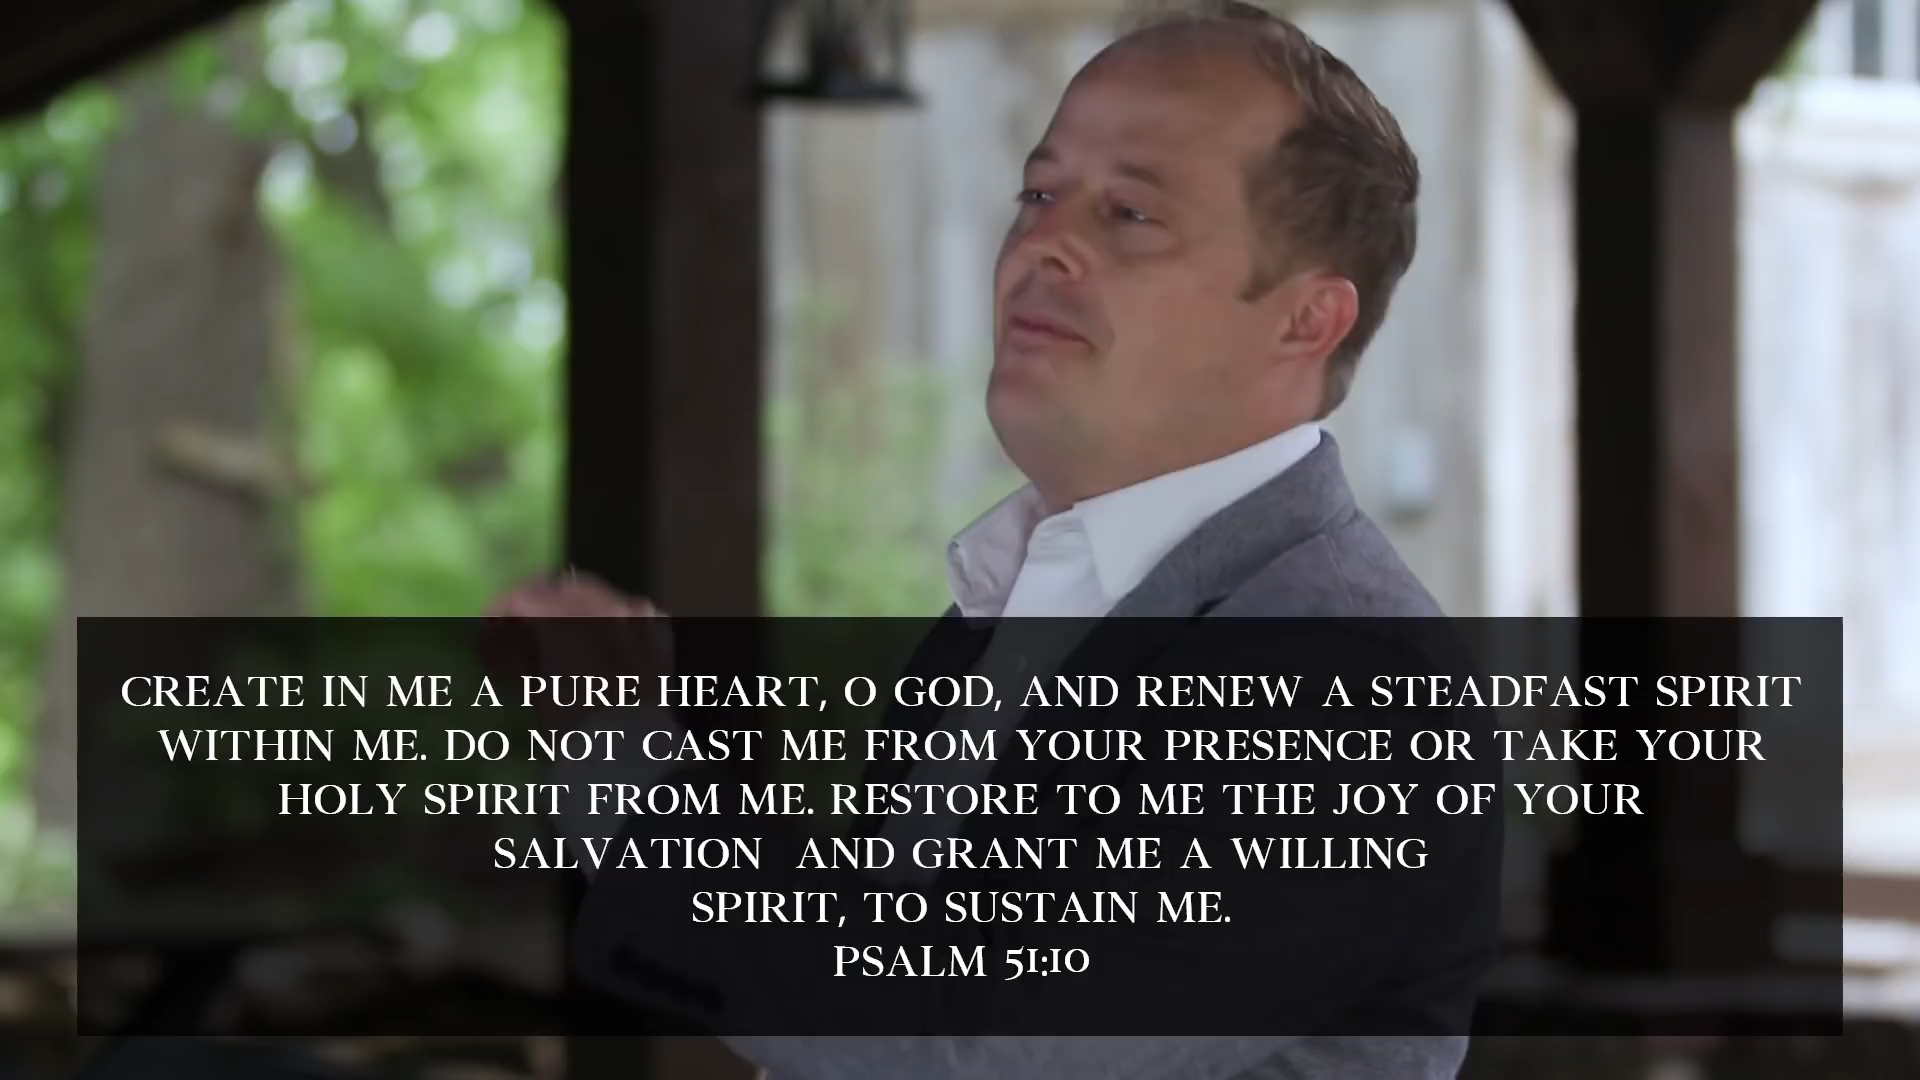 CREATE IN ME A PURE HEART, O GOD, AND RENEW A STEADFAST SPIRIT
WITHIN ME. DO NOT CAST ME FROM YOUR PRESENCE OR TAKE YOUR
HOLY SPIRIT FROM ME. RESTORE TO ME THE JOY OF YOUR
SALVATION  AND GRANT ME A WILLING
SPIRIT, TO SUSTAIN ME.
PSALM 51:10